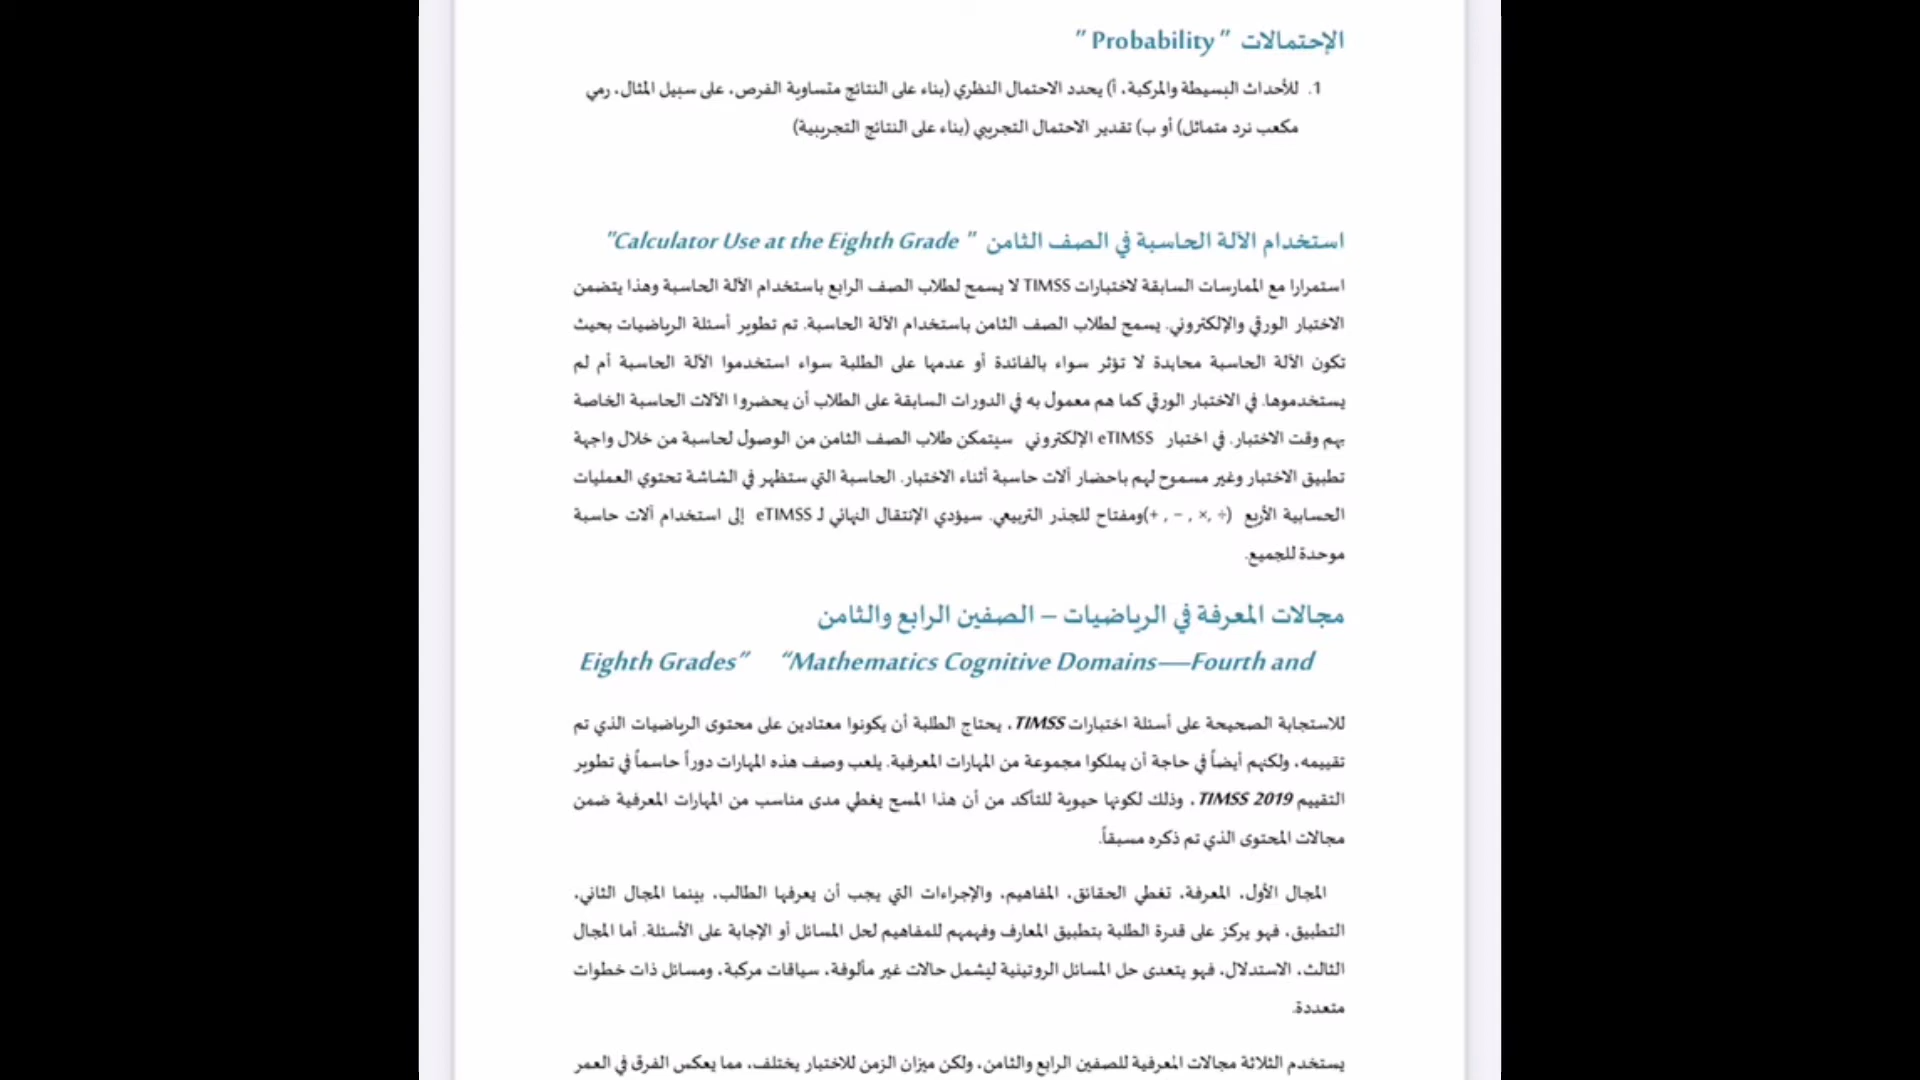 الإحتمالات " Probability "
1. للأحداث البسيطة والمركبة، أ) يحدد الاحتمال النظري (بناء على النتائج متساوية الفرص، على سبيل المثال، رمي
مكعب نرد متماثل) أو ب) تقدير الاحتمال التجريبي (بناء على النتائج التجريبية)
استخدام الآلة الحاسبة في الصف الثامن " Calculator Use at the Eighth Grade"
استمرارا مع الممارسات السابقة لاختبارات TIMSS لا يسمح لطلاب الصف الرابع باستخدام الآلة الحاسبة وهذا يتضمن
الاختبار الورقي والإلكتروني. يسمح لطلاب الصف الثامن باستخدام الآلة الحاسبة. تم تطوير أسئلة الرياضيات بحيث
تكون الآلة الحاسبة محايدة لا تؤثر سواء بالفائدة أو عدمها على الطلبة سواء استخدموا الآلة الحاسبة أم لم
يستخدموها. في الاختبار الورقي كما هم معمول به في الدورات السابقة على الطلاب أن يحضروا الآلات الحاسبة الخاصة
بهم وقت الاختبار. في اختبار eTIMSS الإلكتروني سيتمكن طلاب الصف الثامن من الوصول لحاسبة من خلال واجهة
تطبيق الاختبار وغير مسموح لهم باحضار آلات حاسبة أثناء الاختبار. الحاسبة التي ستظهر في الشاشة تحتوي العمليات
الحسابية الأربع (÷ ,× , − , +)ومفتاح للجذر التربيعي. سيؤدي الإنتقال النهائي لـ eTIMSS إلى استخدام آلات حاسبة
موحدة للجميع.
مجالات المعرفة في الرياضيات – الصفين الرابع والثامن
“Mathematics Cognitive Domains—Fourth and Eighth Grades”
للاستجابة الصحيحة على أسئلة اختبارات TIMSS، يحتاج الطلبة أن يكونوا معتادين على محتوى الرياضيات الذي تم
تقييمه، ولكنهم أيضاً في حاجة أن يملكوا مجموعة من المهارات المعرفية. يلعب وصف هذه المهارات دوراً حاسماً في تطوير
التقييم TIMSS 2019، وذلك لكونها حيوية للتأكد من أن هذا المسح يغطي مدى مناسب من المهارات المعرفية ضمن
مجالات المحتوى الذي تم ذكره مسبقاً.
المجال الأول، المعرفة، تغطي الحقائق، المفاهيم، والإجراءات التي يجب أن يعرفها الطالب، بينما المجال الثاني،
التطبيق، فهو يركز على قدرة الطلبة بتطبيق المعارف وفهمهم للمفاهيم لحل المسائل أو الإجابة على الأسئلة. أما المجال
الثالث، الاستدلال، فهو يتعدى حل المسائل الروتينية ليشمل حالات غير مألوفة، سياقات مركبة، ومسائل ذات خطوات
متعددة.
يستخدم الثلاثة مجالات المعرفية للصفين الرابع والثامن، ولكن ميزان الزمن للاختبار يختلف، مما يعكس الفرق في العمر